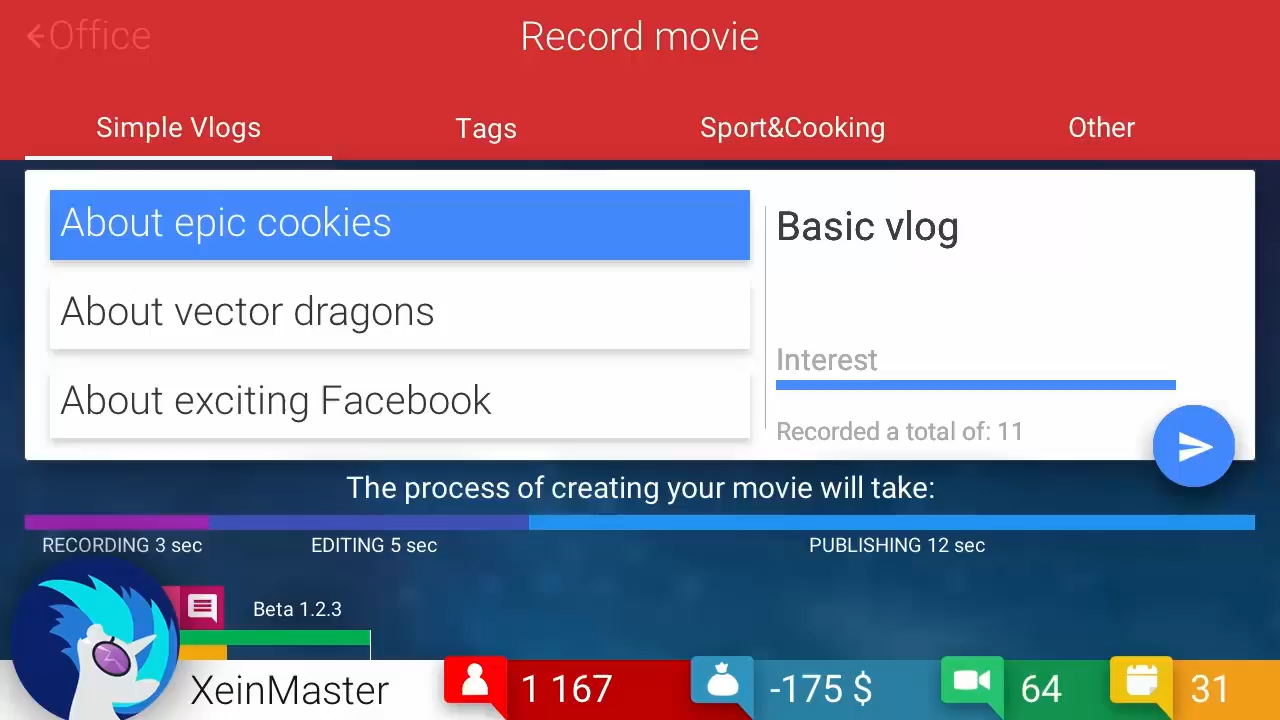 Office
Record movie
Simple Vlogs
Tags
Sport&Cooking
Other
About epic cookies
About vector dragons
About exciting Facebook
Basic vlog
Interest
Recorded a total of: 11
The process of creating your movie will take:
RECORDING 3 sec
EDITING 5 sec
PUBLISHING 12 sec
Beta 1.2.3
XeinMaster
1 167
-175 $
64
31